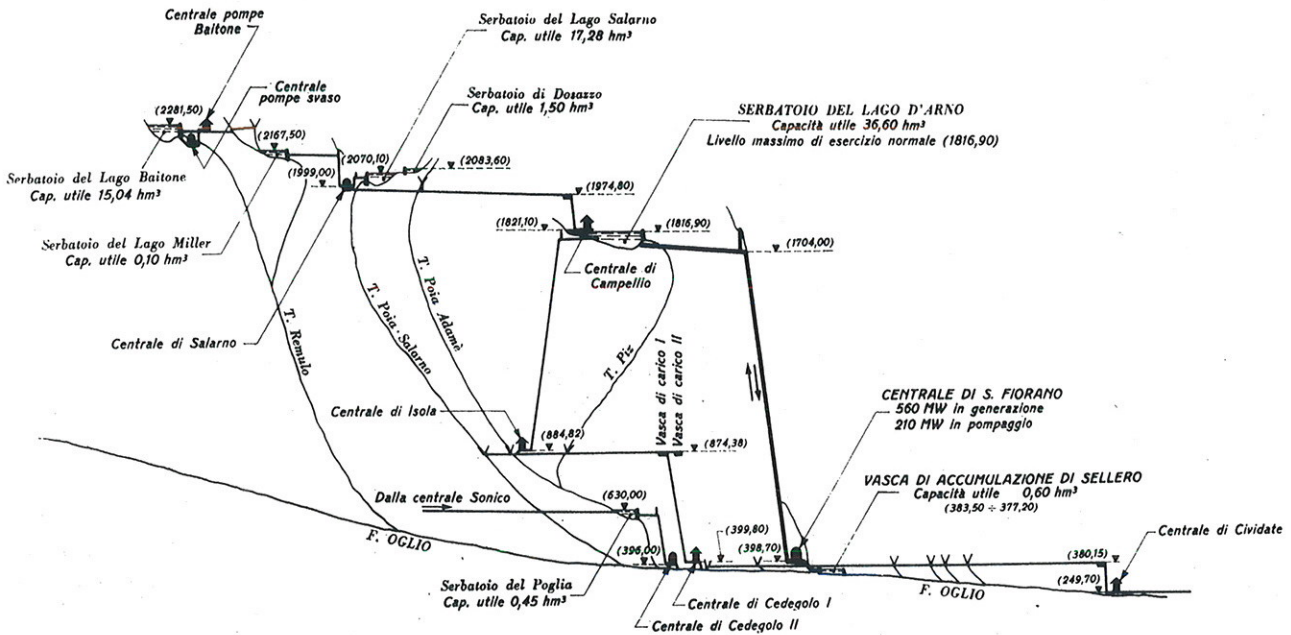 Centrale pompe
Baitone
Serbatoio del Lago Salarno
Cap. utile 17,28 hm³
Centrale
pompe svaso
Serbatoio di Dosazzo
Cap. utile 1,50 hm³
SERBATOIO DEL LAGO D'ARNO
Capacità utile 36,60 hm³
Livello massimo di esercizio normale (1816,90)
(2281,50)
(2167,50)
(2070,10)
(2083,60)
(1999,00)
Serbatoio del Lago Baitone
Cap. utile 15,04 hm³
(1974,80)
(1821,10)
(1816,90)
(1704,00)
Serbatoio del Lago Miller
Cap. utile 0,10 hm³
Centrale di
Campellio
T. Remulo
T. Poia-Salarno
T. Poia Adamè
T. Piz
Centrale di Salarno
Vasca di carico I
Vasca di carico II
Centrale di Isola
(884,82)
(874,38)
CENTRALE DI S. FIORANO
560 MW in generazione
210 MW in pompaggio
VASCA DI ACCUMULAZIONE DI SELLERO
Capacità utile 0,60 hm³
(383,50 ÷ 377,20)
Dalla centrale Sonico
(630,00)
F. OGLIO
(396,00)
(399,80)
(398,70)
(380,15)
(249,70)
Centrale di Cividate
Serbatoio del Poglia
Cap. utile 0,45 hm³
F. OGLIO
Centrale di Cedegolo I
Centrale di Cedegolo II